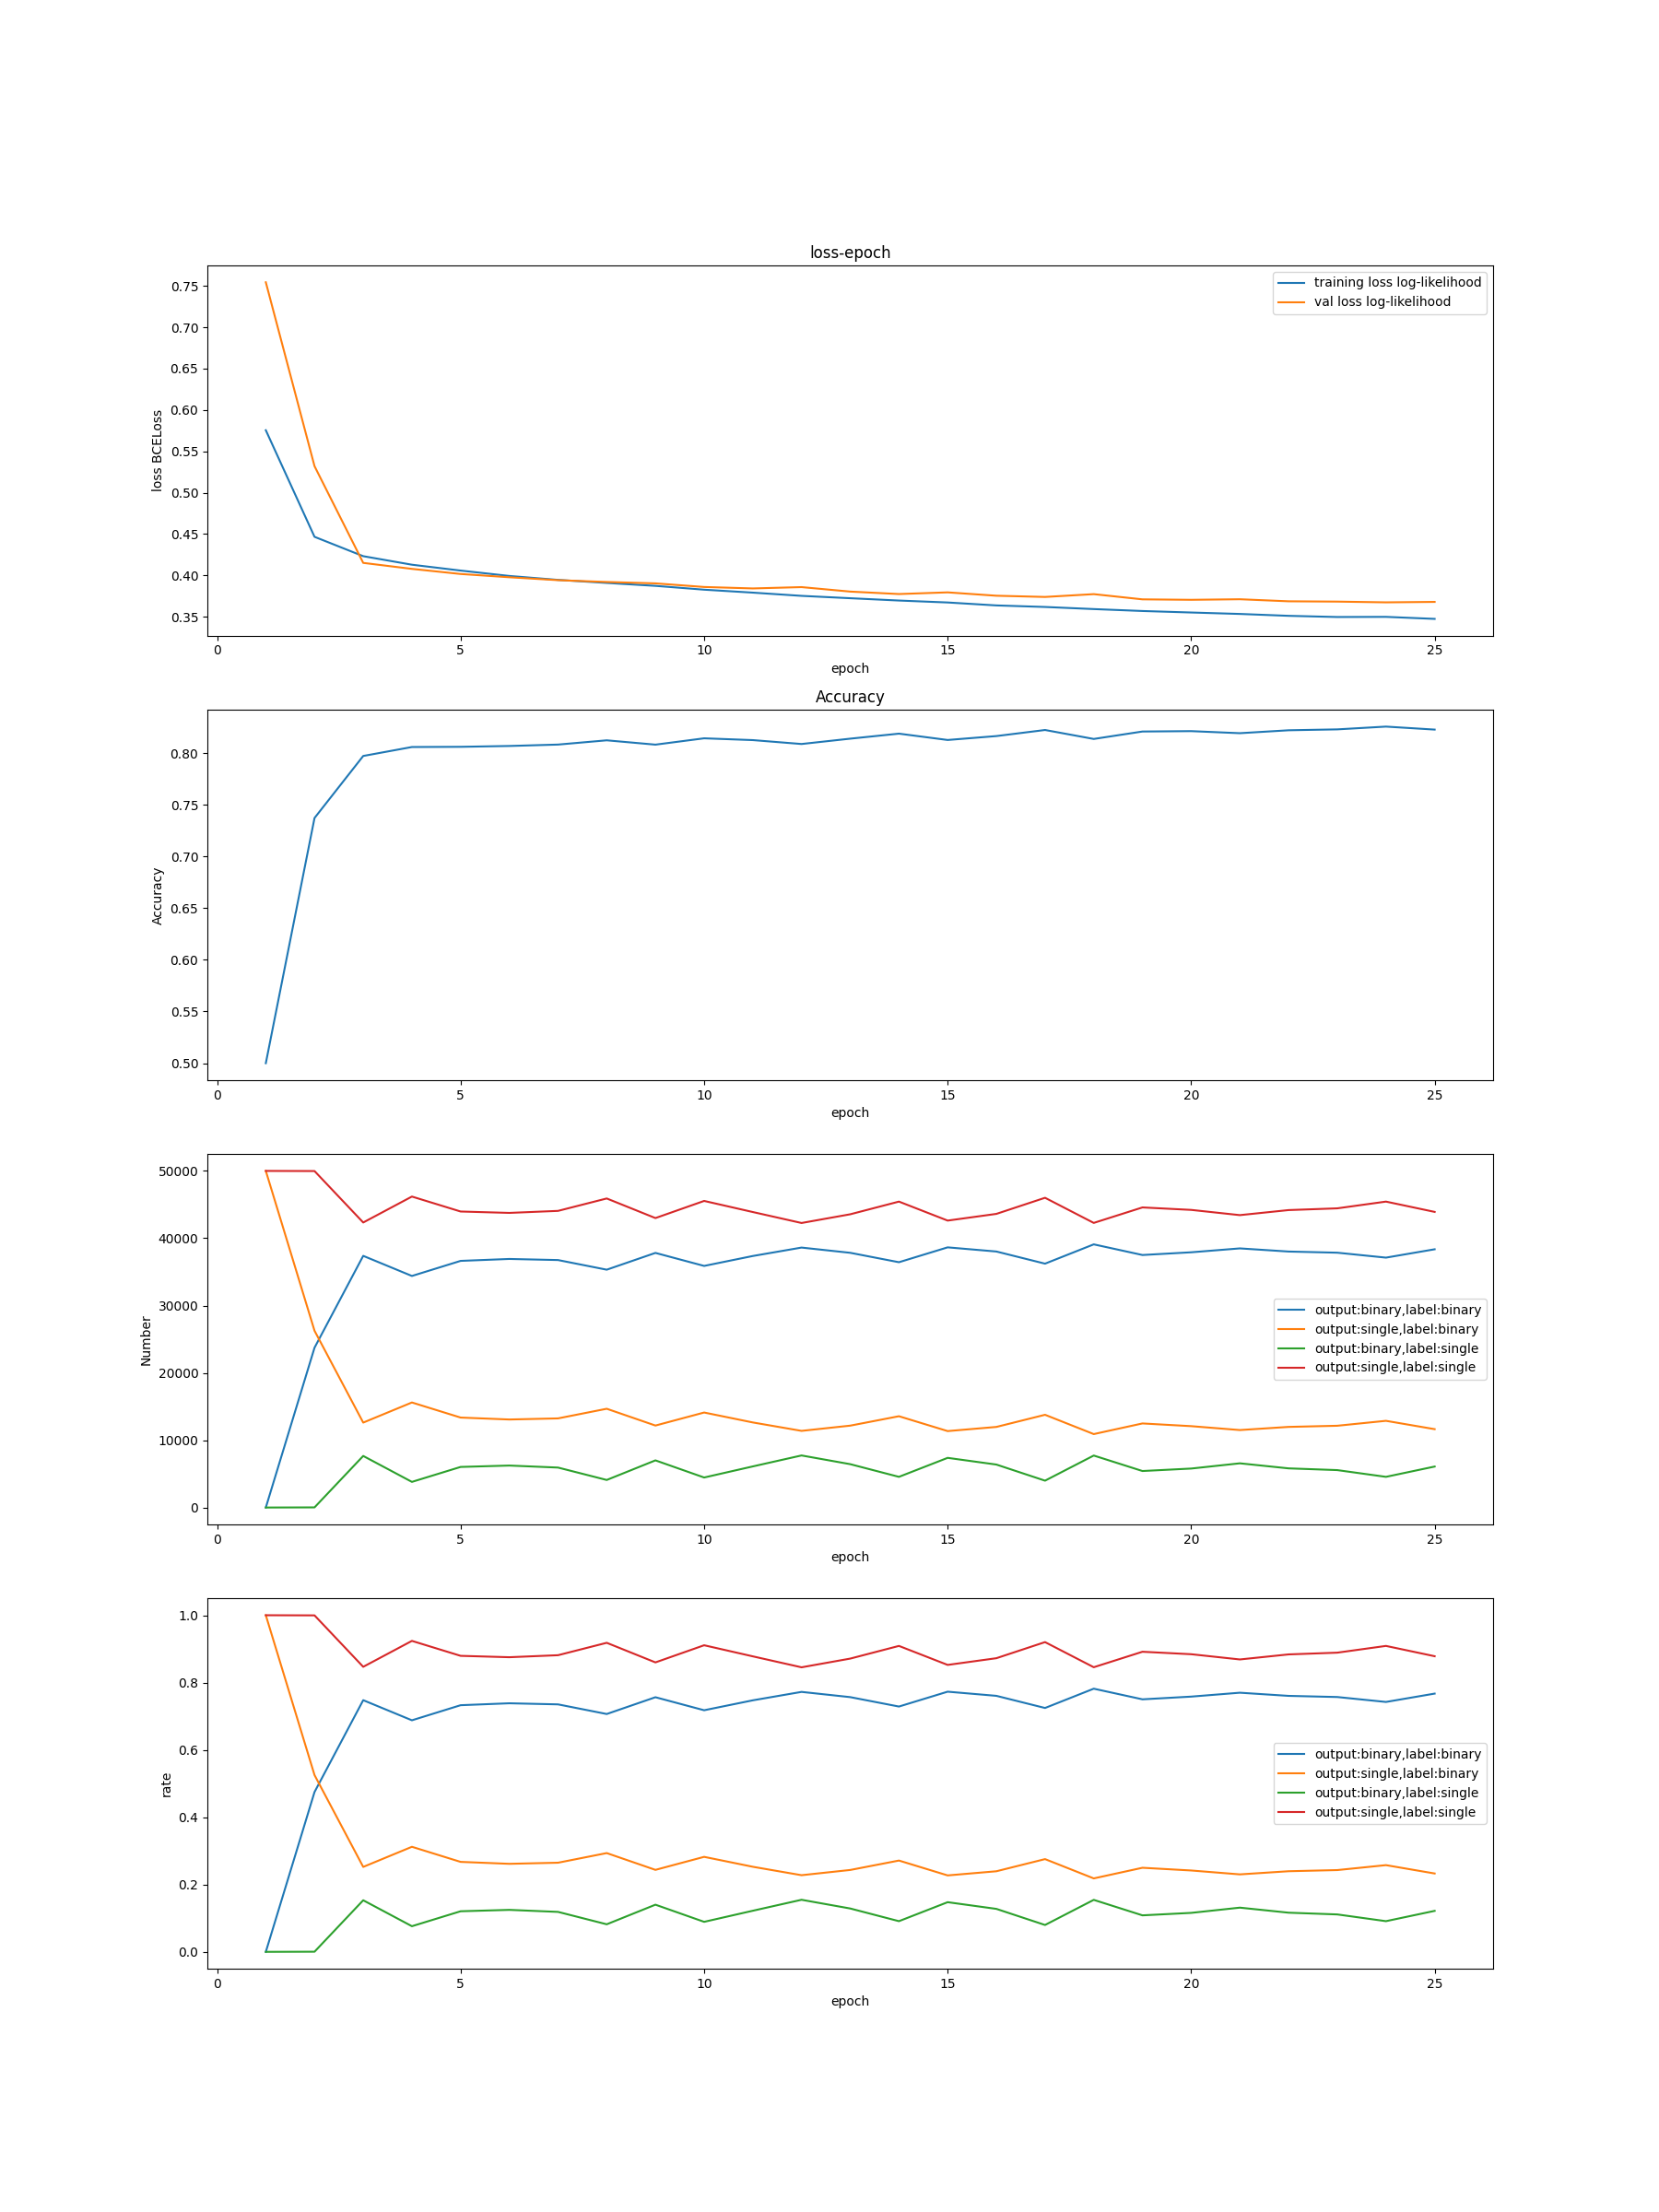 loss-epoch
0.75
0.70
0.65
0.60
0.55
0.50
0.45
0.40
0.35
loss BCELoss
training loss log-likelihood
val loss log-likelihood
0 5 10 15 20 25
epoch
Accuracy
0.80
0.75
0.70
0.65
0.60
0.55
0.50
Accuracy
0 5 10 15 20 25
epoch
50000
40000
30000
20000
10000
0
Number
output:binary,label:binary
output:single,label:binary
output:binary,label:single
output:single,label:single
0 5 10 15 20 25
epoch
1.0
0.8
0.6
0.4
0.2
0.0
rate
output:binary,label:binary
output:single,label:binary
output:binary,label:single
output:single,label:single
0 5 10 15 20 25
epoch